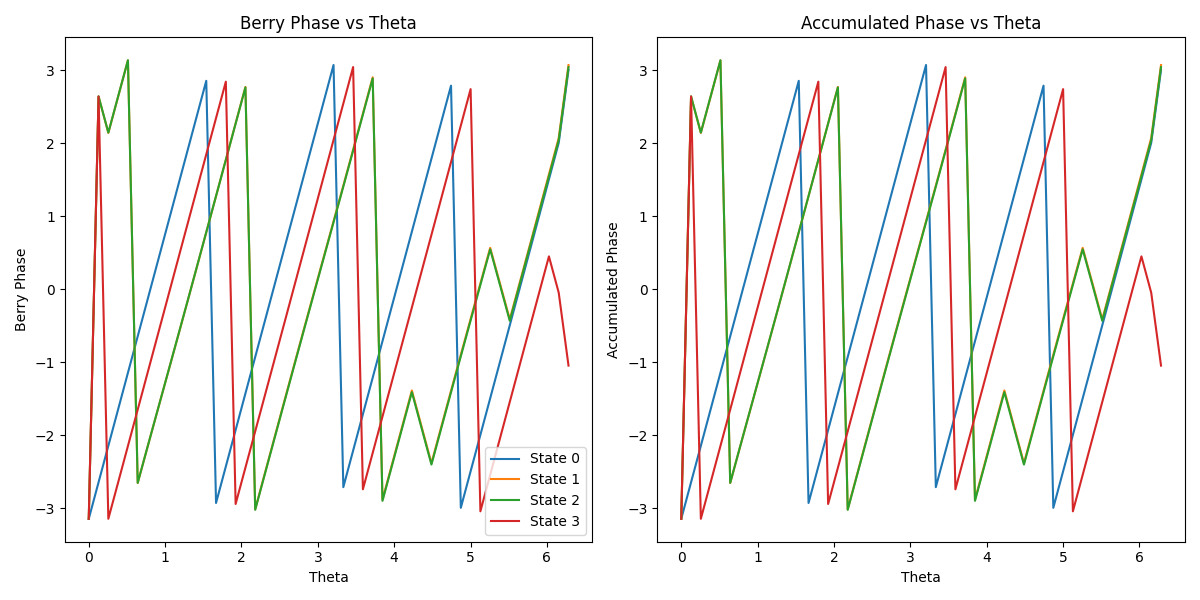 Berry Phase vs Theta
Berry Phase
3
2
1
0
−1
−2
−3
0 1 2 3 4 5 6
Theta
State 0
State 1
State 2
State 3
Accumulated Phase vs Theta
Accumulated Phase
3
2
1
0
−1
−2
−3
0 1 2 3 4 5 6
Theta